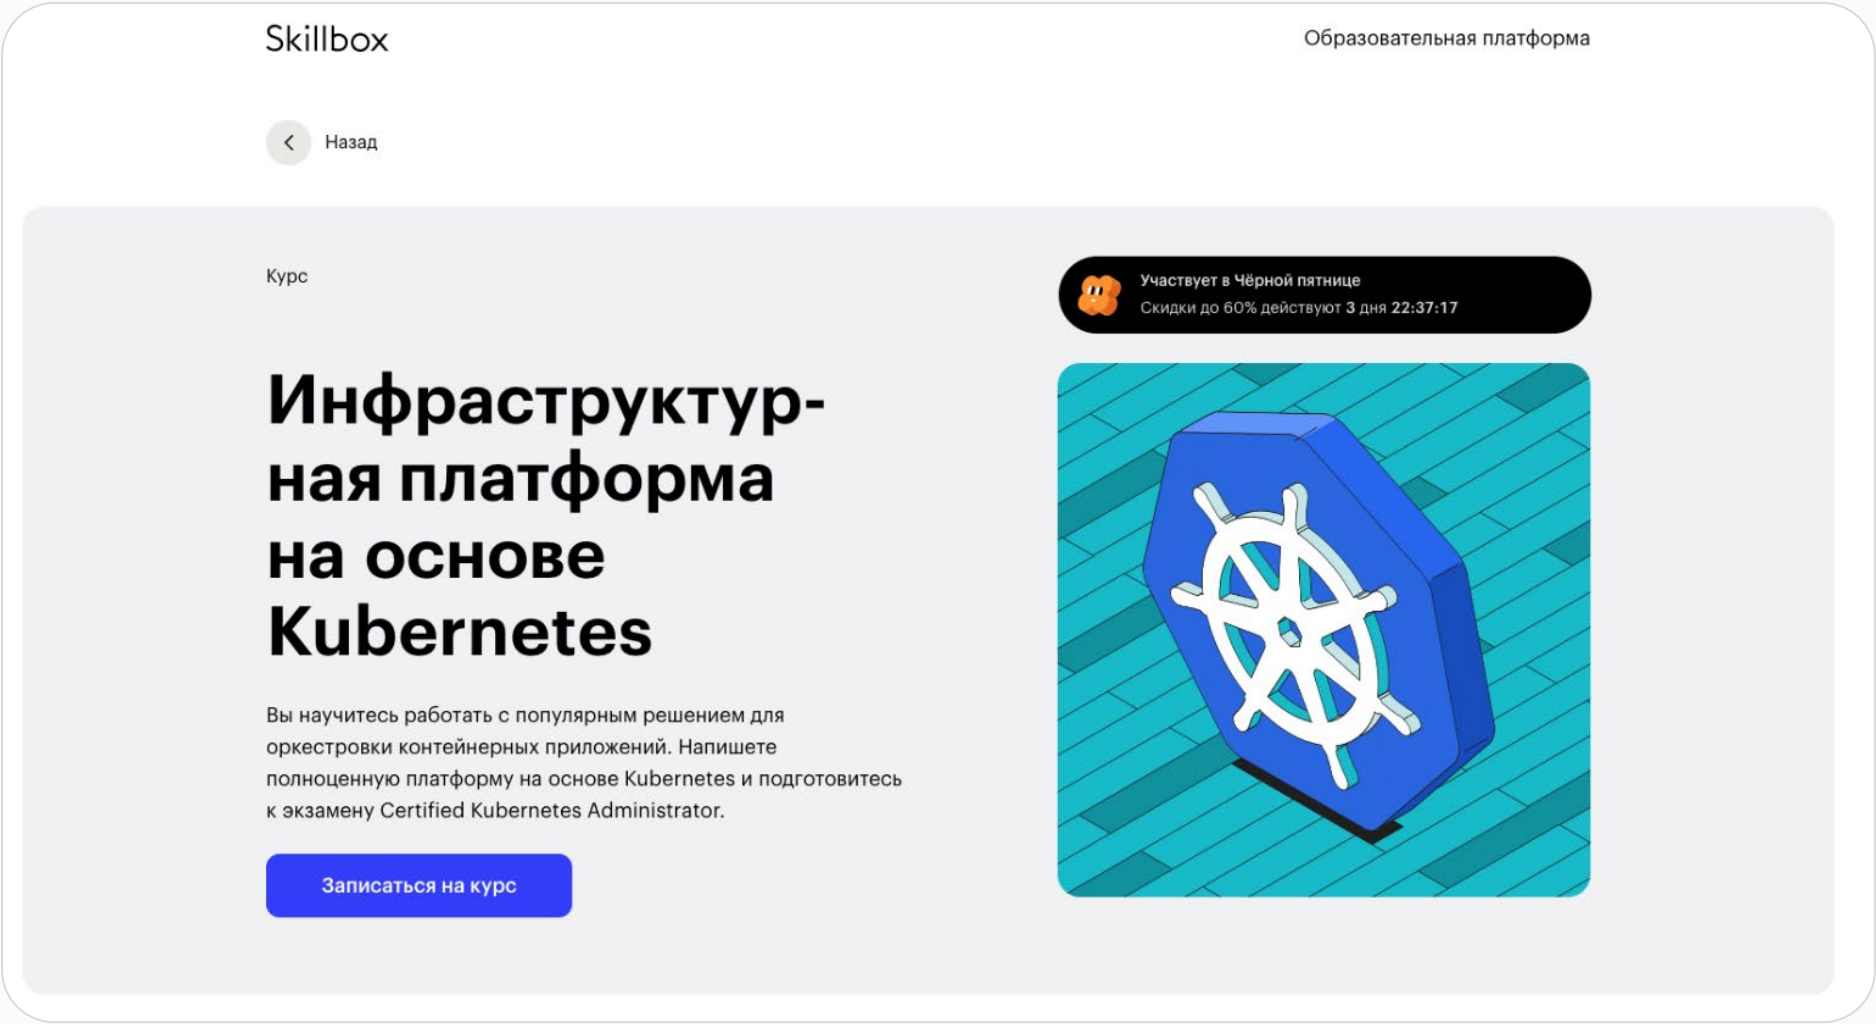 Skillbox
Образовательная платформа
Назад
Курс
Участвует в Чёрной пятнице
Скидки до 60% действуют 3 дня 22:37:17
Инфраструктур-
ная платформа
на основе
Kubernetes
Вы научитесь работать с популярным решением для
оркестровки контейнерных приложений. Напишете
полноценную платформу на основе Kubernetes и подготовитесь
к экзамену Certified Kubernetes Administrator.
Записаться на курс